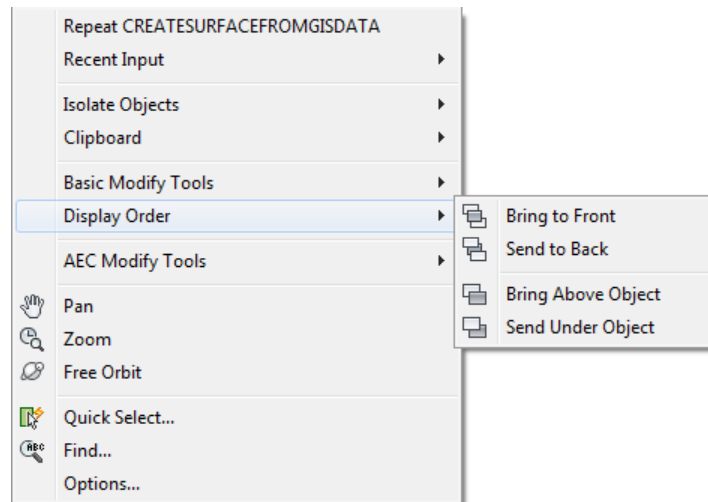 Repeat CREATESURFACEFROMGISDATA
Recent Input
Isolate Objects
Clipboard
Basic Modify Tools
Display Order
AEC Modify Tools
Pan
Zoom
Free Orbit
Quick Select...
Find...
Options...
Bring to Front
Send to Back
Bring Above Object
Send Under Object
ABC